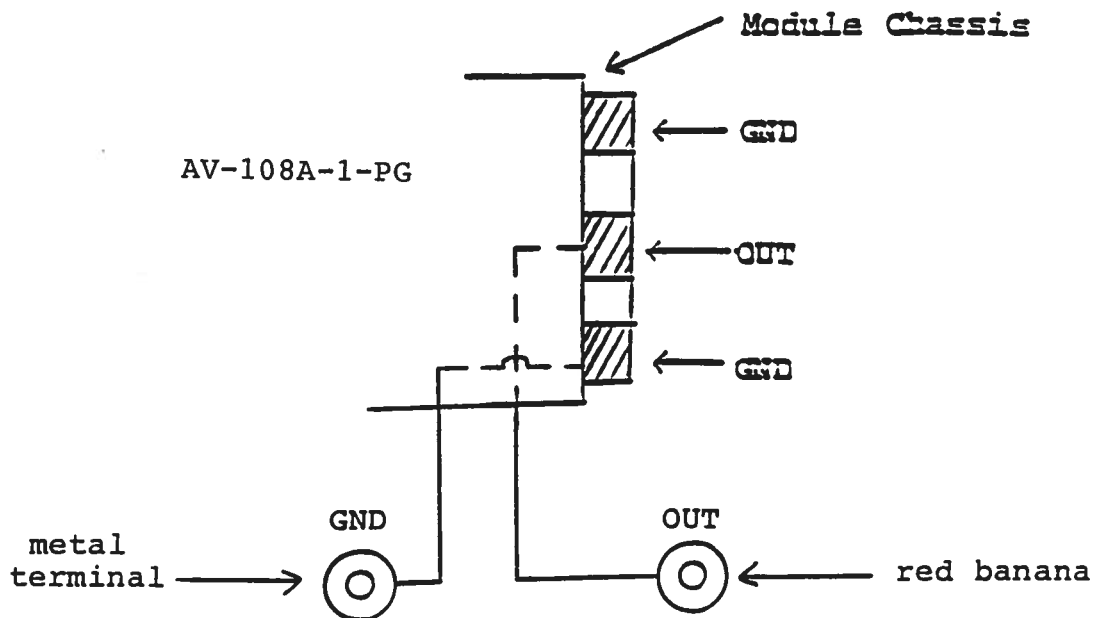 Module Chassis
GND
AV-108A-1-PG
OUT
GND
GND
OUT
metal
terminal
red banana